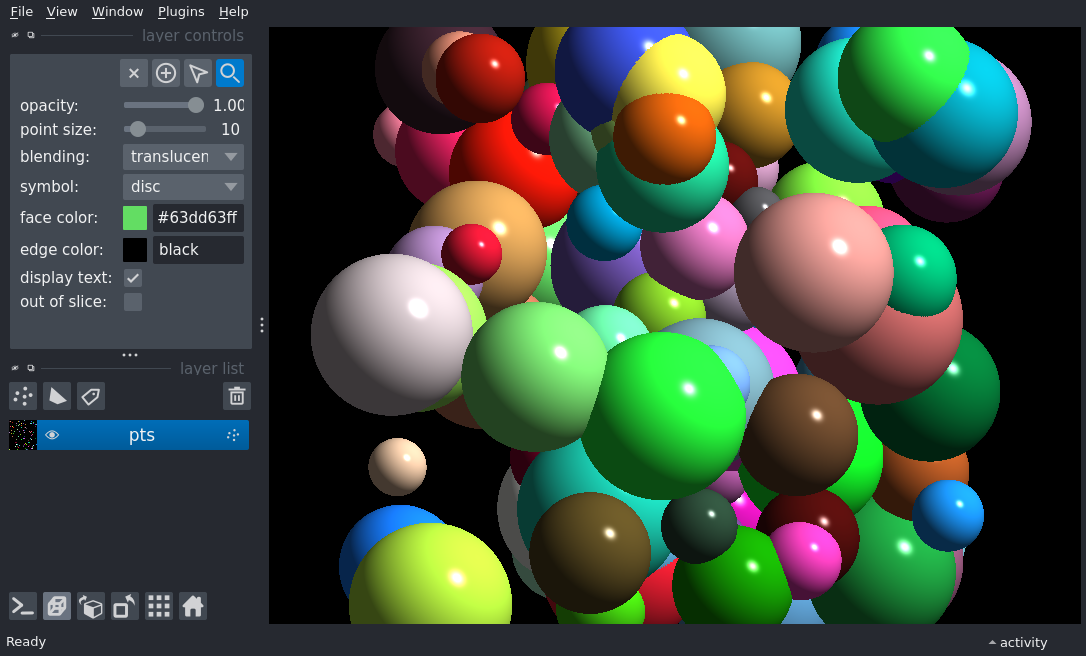 File View Window Plugins Help
layer controls
opacity: 1.00
point size: 10
blending: translucen
symbol: disc
face color: #63dd63ff
edge color: black
display text:
out of slice:
layer list
pts
Ready
activity